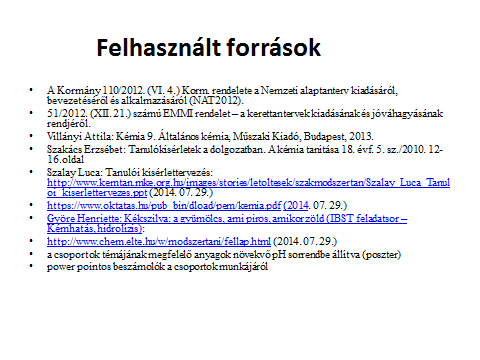 Felhasznált források
• A Kormány 110/2012. (VI. 4.) Korm. rendelete a Nemzeti alaptanterv kiadásáról,
bevezetéséről és alkalmazásáról (NAT 2012).
• 51/2012. (XII. 21.) számú EMMI rendelet – a kerettantervek kiadásának és jóváhagyásának
rendjéről.
• Villányi Attila: Kémia 9. Általános kémia, Műszaki Kiadó, Budapest, 2013.
• Szakács Erzsébet: Tanulókísérletek a dolgozatban. A kémia tanítása 18. évf. 5. sz./2010. 12-
16.oldal
• Szalay Luca: Tanulói kísérlettervezés:
http://www.kemtan.mke.org.hu/images/stories/letoltesek/szakmodszertan/Szalay_Luca_Tanul
oi_kiserlettervezes.ppt (2014. 07. 29.)
• https://www.oktatas.hu/pub_bin/dload/pem/kemia.pdf (2014. 07. 29.)
• Győre Henriette: Kékszilva: a gyümölcs, ami piros, amikor zöld (IBST feladatsor –
Kémhatás, hidrolízis):
• http://www.chem.elte.hu/w/modszertani/fellap.html (2014. 07. 29.)
• a csoportok témájának megfelelő anyagok növekvő pH sorrendbe állítva (poszter)
• power pointos beszámolók a csoportok munkájáról